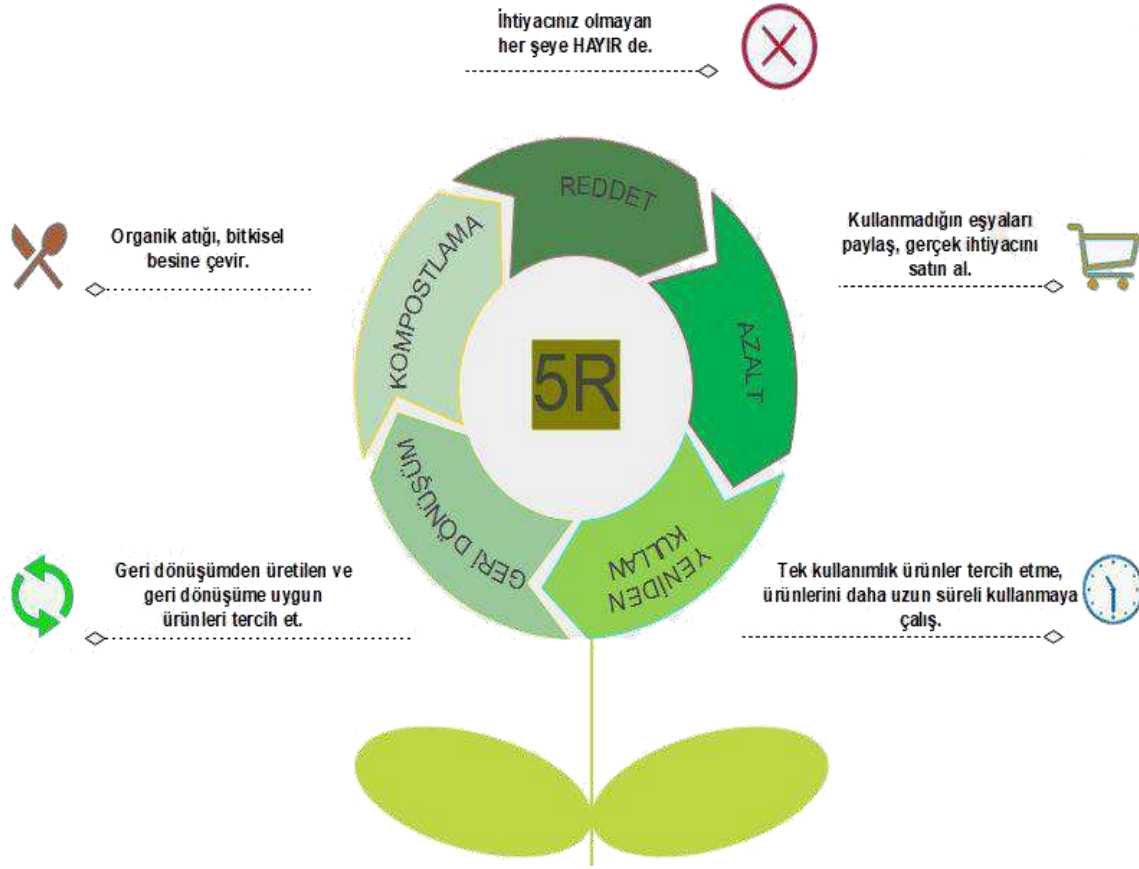 İhtiyacınız olmayan
her şeye HAYIR de.
REDDET
Kullanmadığın eşyaları
paylaş, gerçek ihtiyacını
satın al.
AZALT
Tek kullanımlık ürünler tercih etme,
ürünlerini daha uzun süreli kullanmaya
çalış.
YENİDEN
KULLAN
Geri dönüşümden üretilen ve
geri dönüşüme uygun
ürünleri tercih et.
GERİ DÖNÜŞÜM
Organik atığı, bitkisel
besine çevir.
KOMPOSTLAMA
5R